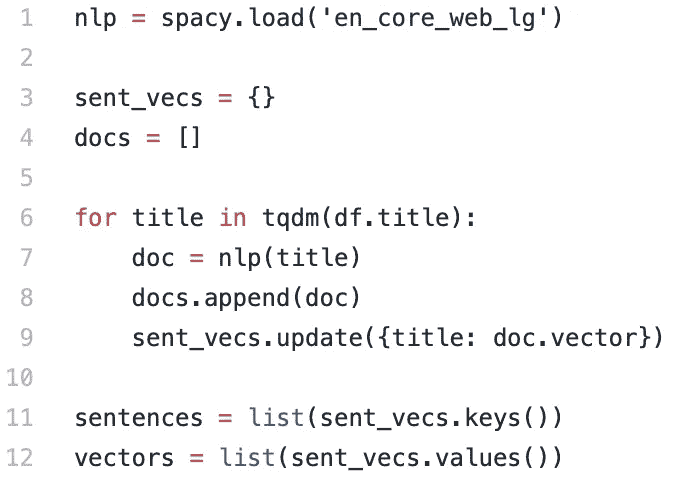 1 nlp = spacy.load('en_core_web_lg')
2
3 sent_vecs = {}
4 docs = []
5
6 for title in tqdm(df.title):
7     doc = nlp(title)
8     docs.append(doc)
9     sent_vecs.update({title: doc.vector})
10
11 sentences = list(sent_vecs.keys())
12 vectors = list(sent_vecs.values())